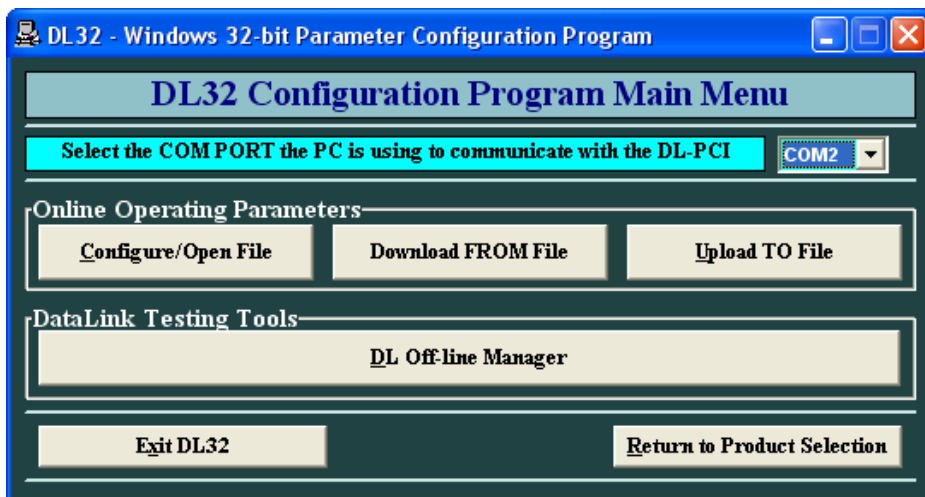 DL32 - Windows 32-bit Parameter Configuration Program
DL32 Configuration Program Main Menu
Select the COM PORT the PC is using to communicate with the DL-PCI COM2
Online Operating Parameters
Configure/Open File Download FROM File Upload TO File
DataLink Testing Tools
DL Off-line Manager
Exit DL32 Return to Product Selection